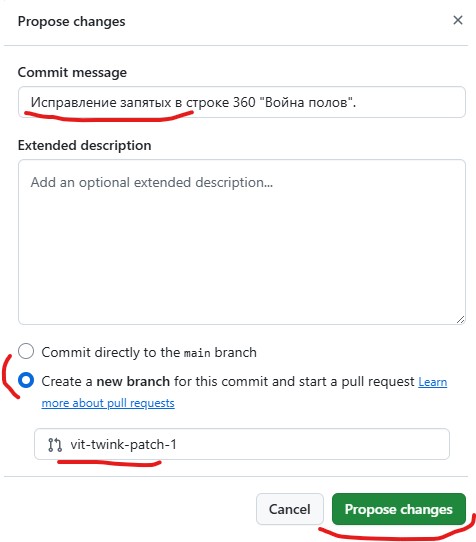 Propose changes
Commit message
Исправление запятых в строке 360 "Война полов".
Extended description
Add an optional extended description...
Commit directly to the main branch
Create a new branch for this commit and start a pull request Learn
more about pull requests
vit-twink-patch-1
Cancel Propose changes